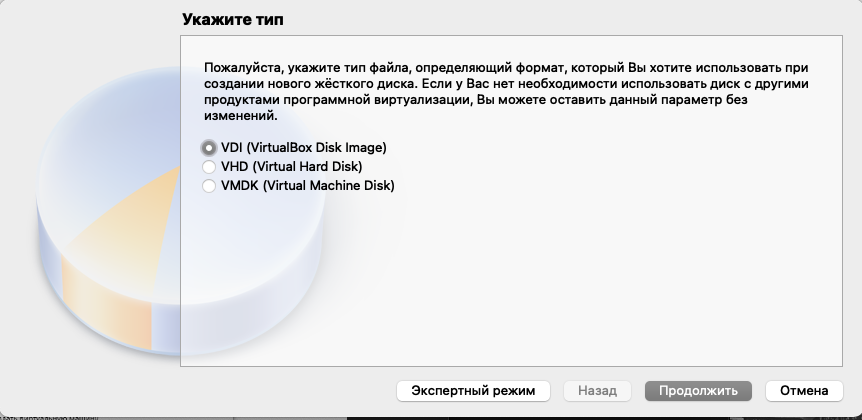 Укажите тип
Пожалуйста, укажите тип файла, определяющий формат, который Вы хотите использовать при
создании нового жёсткого диска. Если у Вас нет необходимости использовать диск с другими
продуктами программной виртуализации, Вы можете оставить данный параметр без
изменений.
VDI (VirtualBox Disk Image)
VHD (Virtual Hard Disk)
VMDK (Virtual Machine Disk)
Экспертный режим
Назад
Продолжить
Отмена